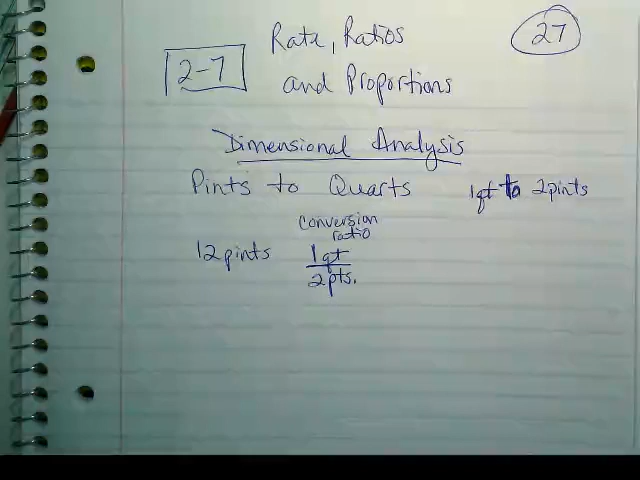 Rate, Ratios
27
2-7
and Proportions
Dimensional Analysis
Pints to Quarts
1qt to 2pints
conversion
ratio
12pints
1qt
2pts.